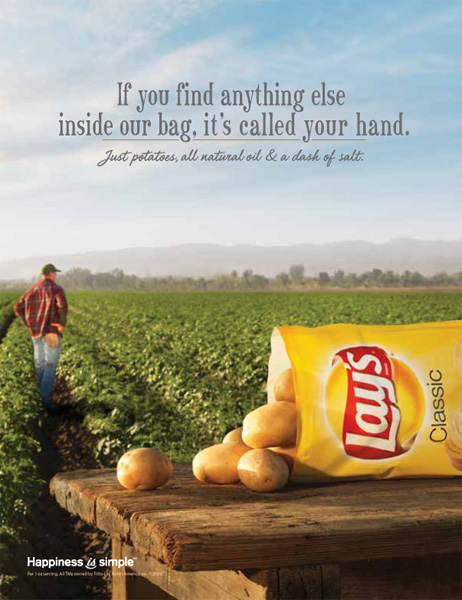 If you find anything else
inside our bag, it's called your hand.
Just potatoes, all natural oil & a dash of salt.
Lay's
Classic
Happiness is simple™